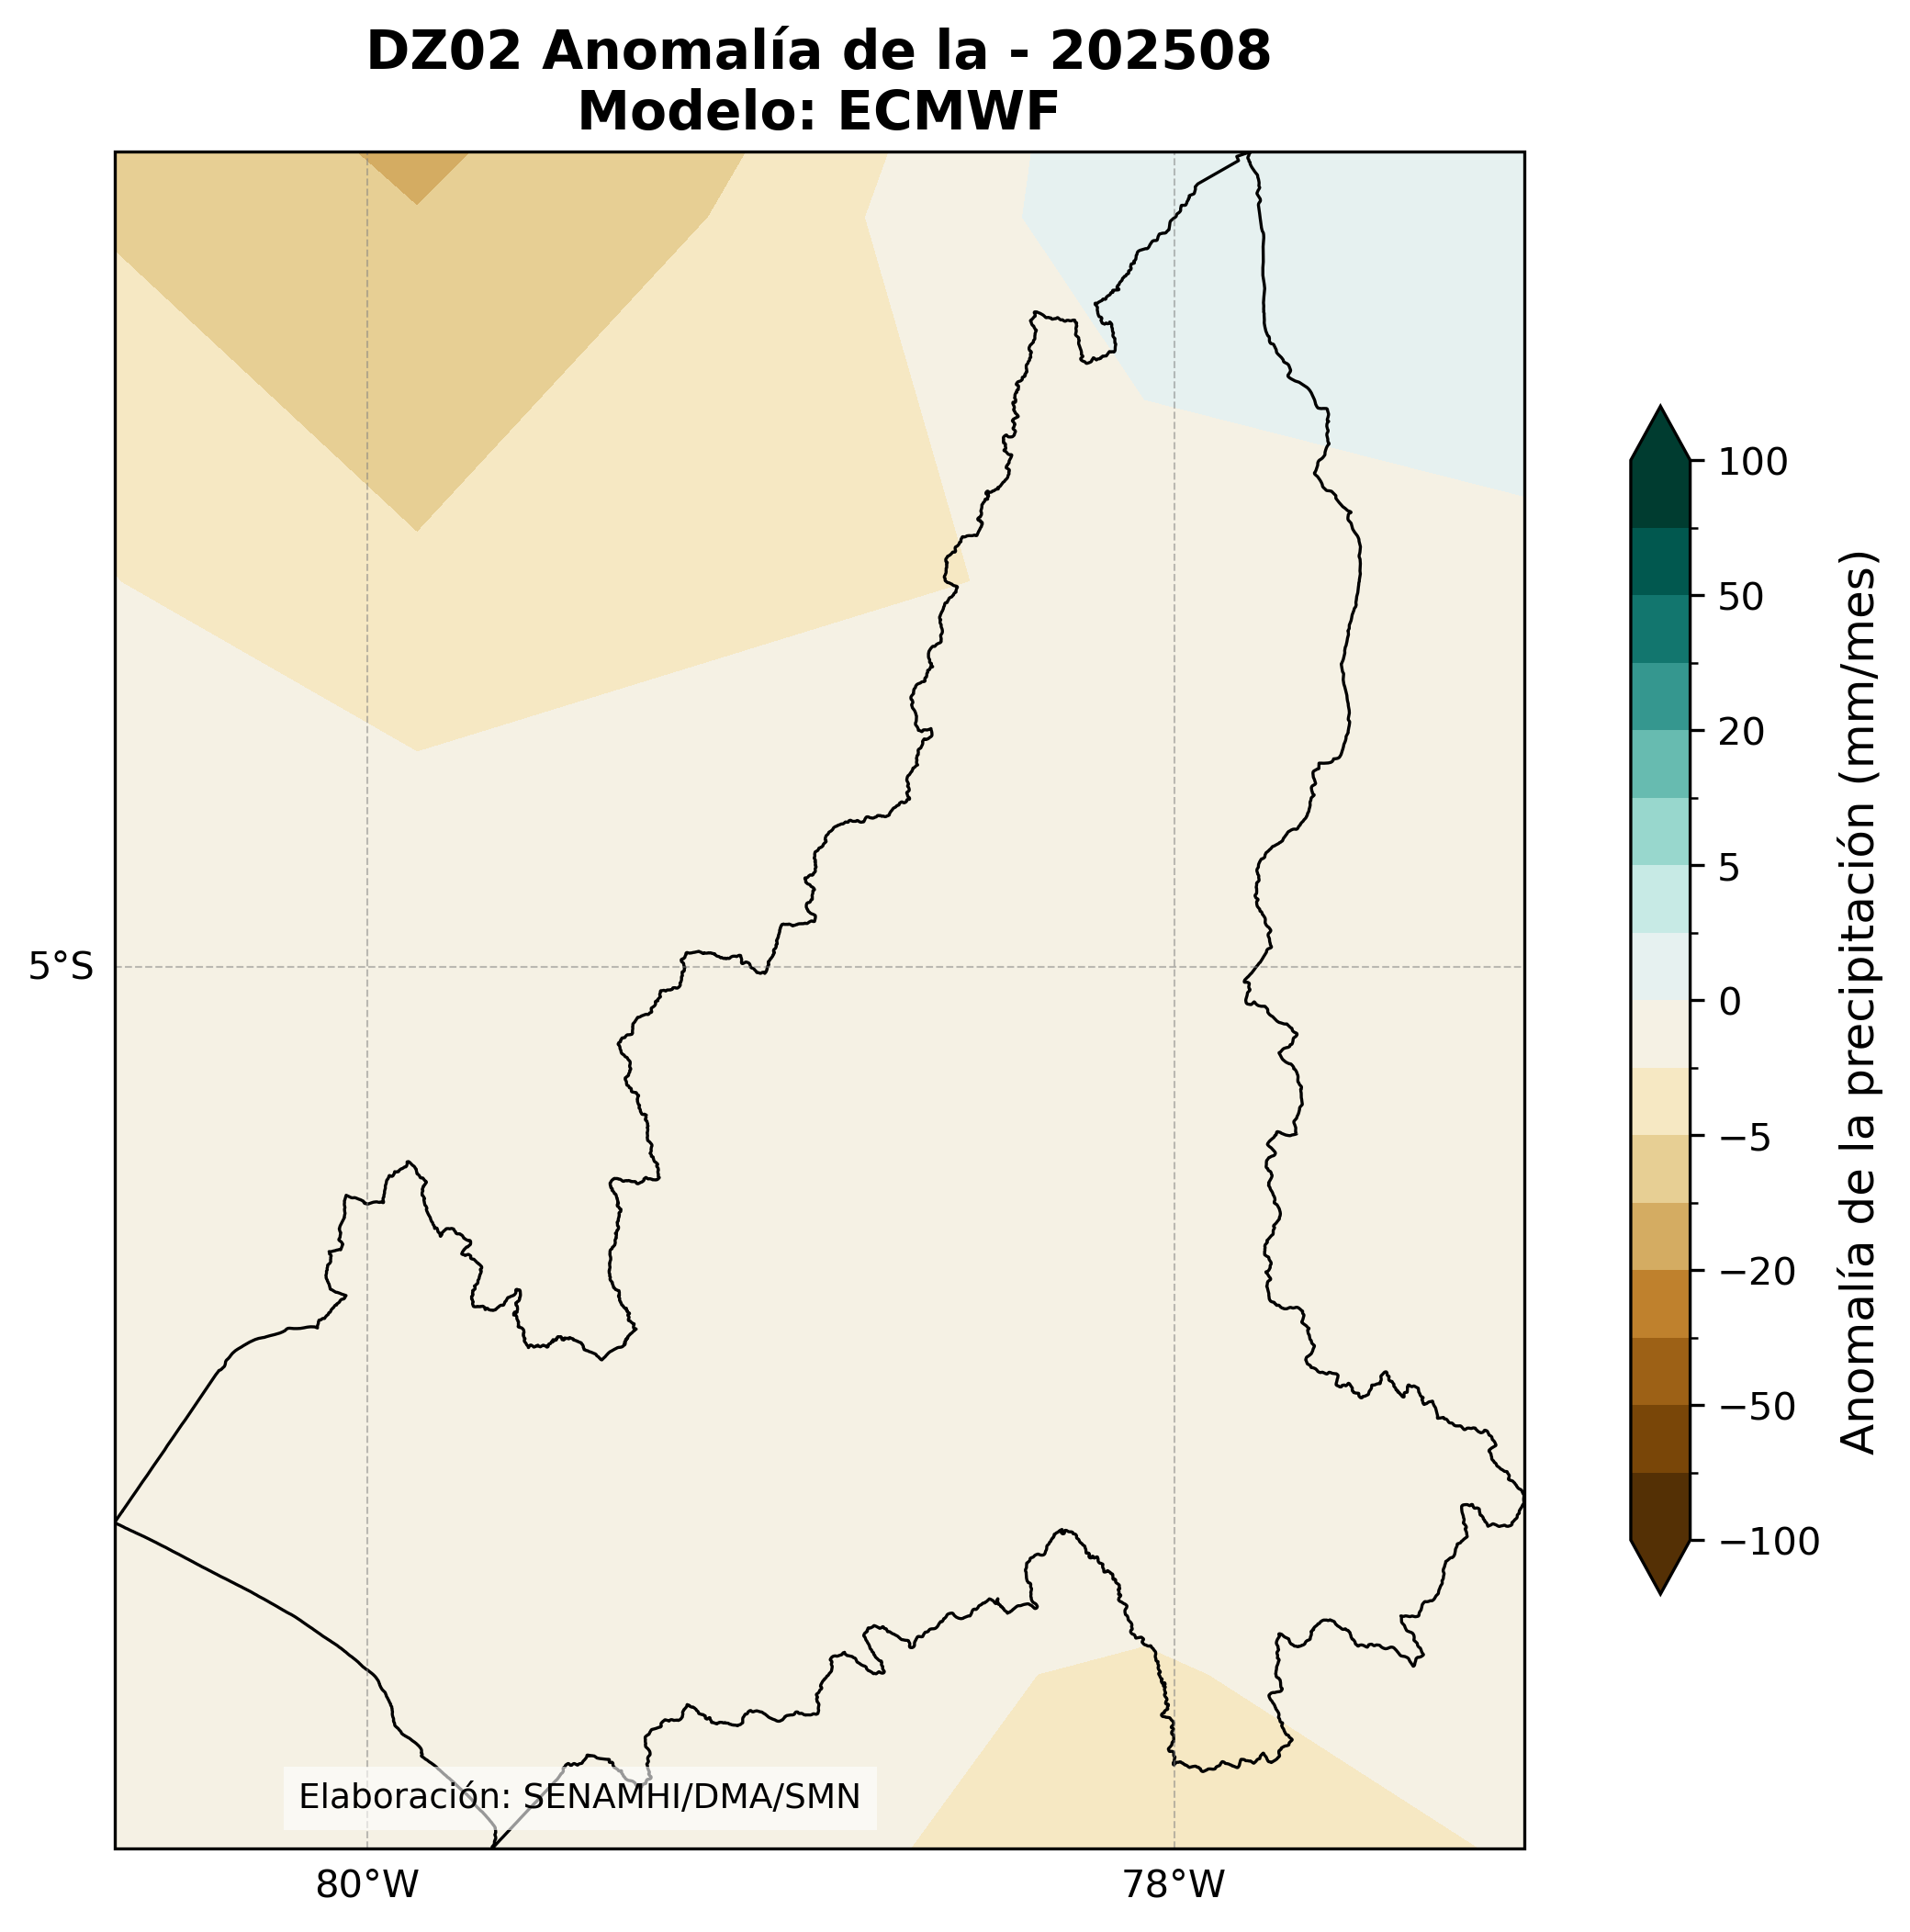 DZ02 Anomalía de la - 202508
Modelo: ECMWF
5°S
80°W
78°W
Elaboración: SENAMHI/DMA/SMN
100
50
20
5
0
−5
−20
−50
−100
Anomalía de la precipitación (mm/mes)